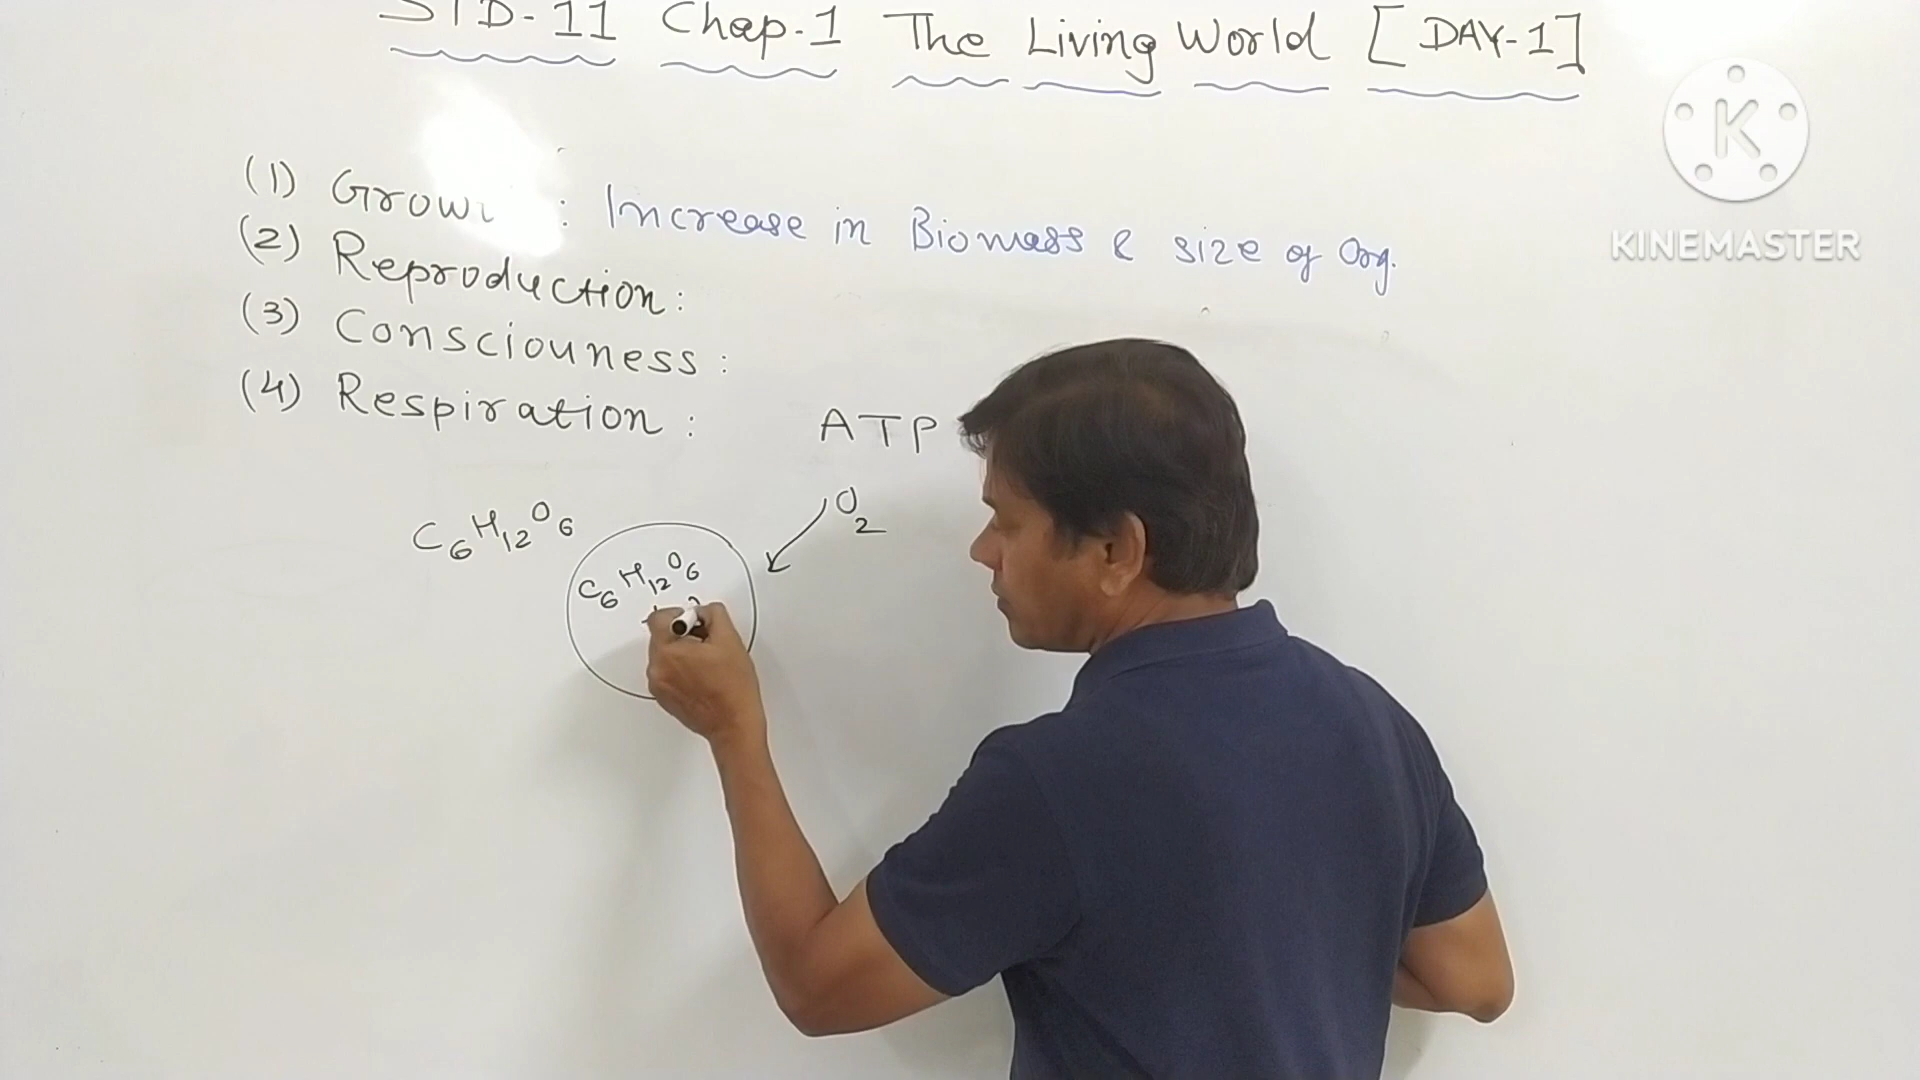 STD-11 Chap.1 The Living World [DAY-1]
KINEMASTER
(1) Grow : Increase in Biomass & size of Org.
(2) Reproduction:
(3) Consciouness:
(4) Respiration: ATP
O2
C6H12O6
C6H12O6